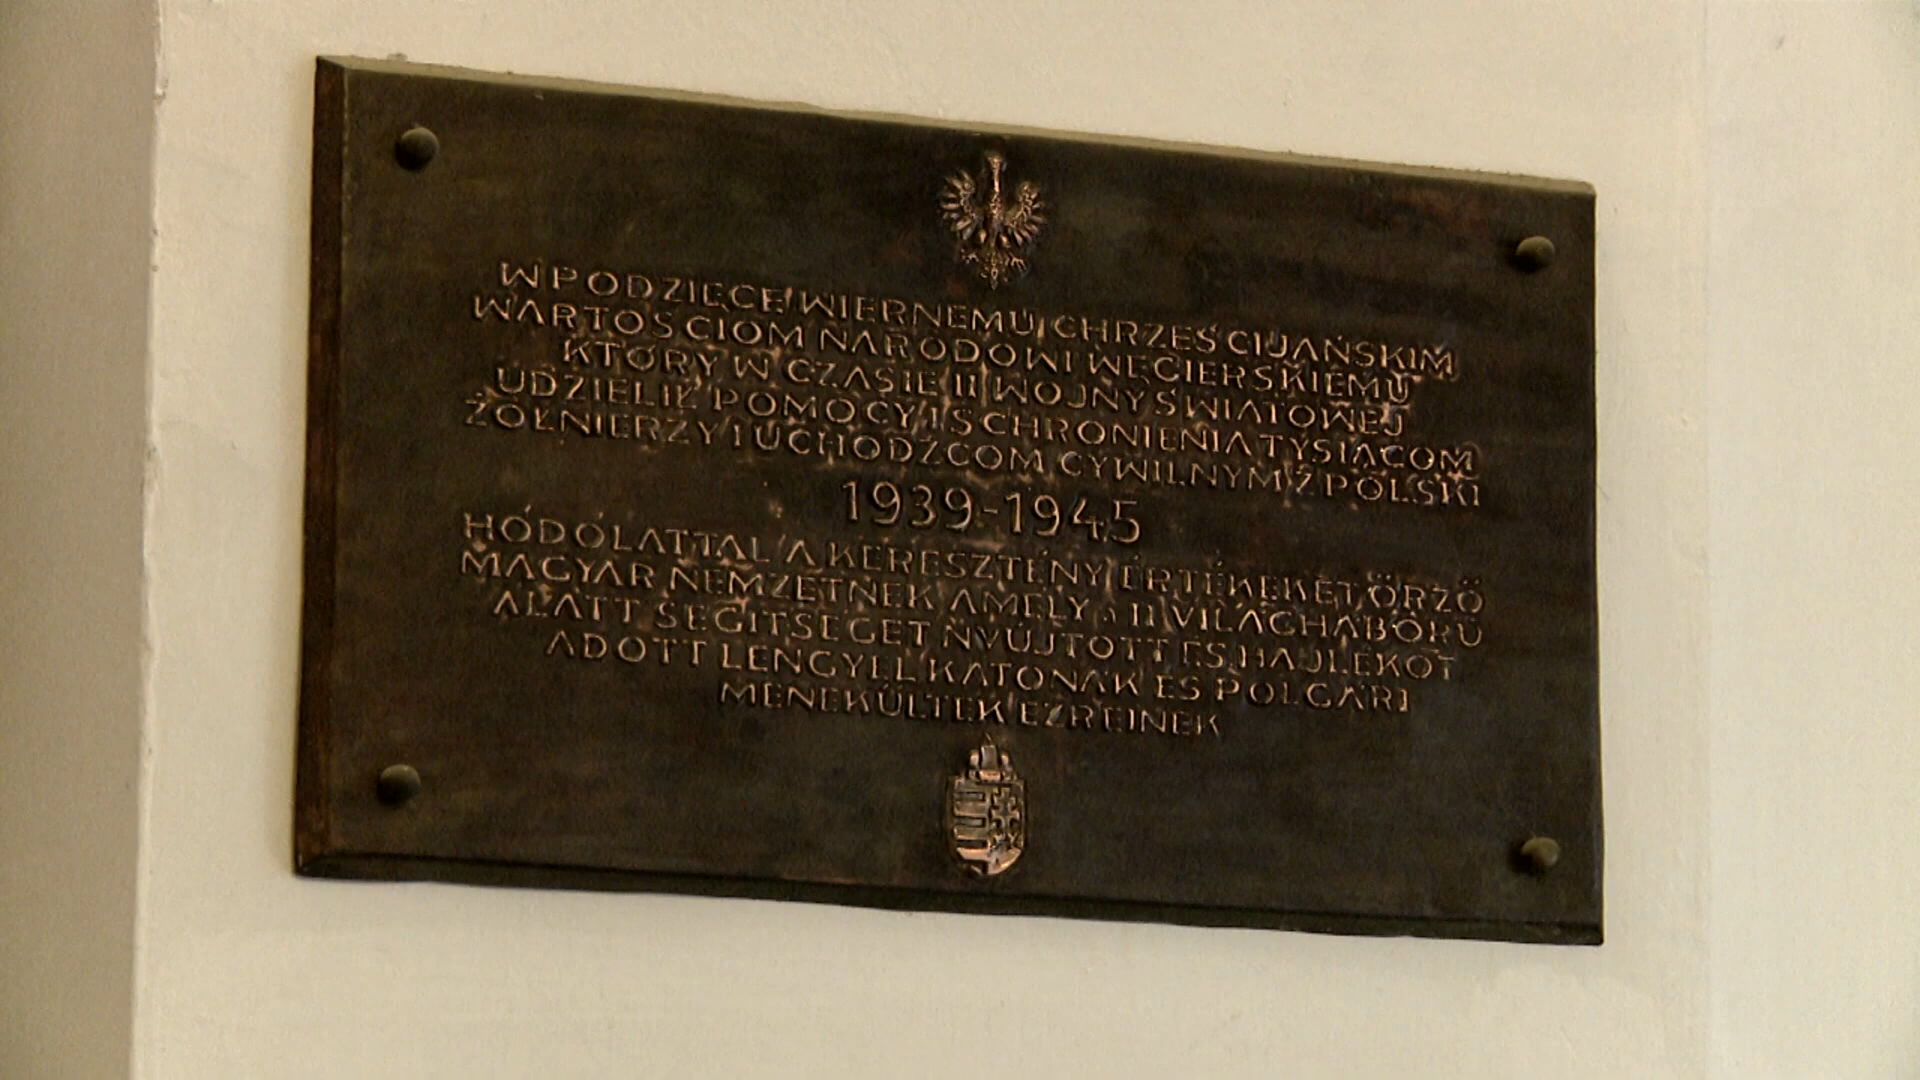 W PODZIĘCE WIERNEMU CHRZEŚCIJAŃSKIM
WARTOŚCIOM NARODOWI WĘGIERSKIEMU
KTÓRY W CZASIE II WOJNY ŚWIATOWEJ
UDZIELIŁ POMOCY I SCHRONIENIA TYSIĄCOM
ŻOŁNIERZY I UCHODŹCOM CYWILNYM Z POLSKI
1939-1945
HÓDOLATTAL A KERESZTÉNY ÉRTÉKEKET ŐRZŐ
MAGYAR NEMZETNEK AMELY A II VILÁGHÁBORÚ
ALATT SEGÍTSÉGET NYÚJTOTT ÉS HAJLÉKOT
ADOTT LENGYEL KATONÁK ÉS POLGÁRI
MENEKÜLTEK EZREINEK